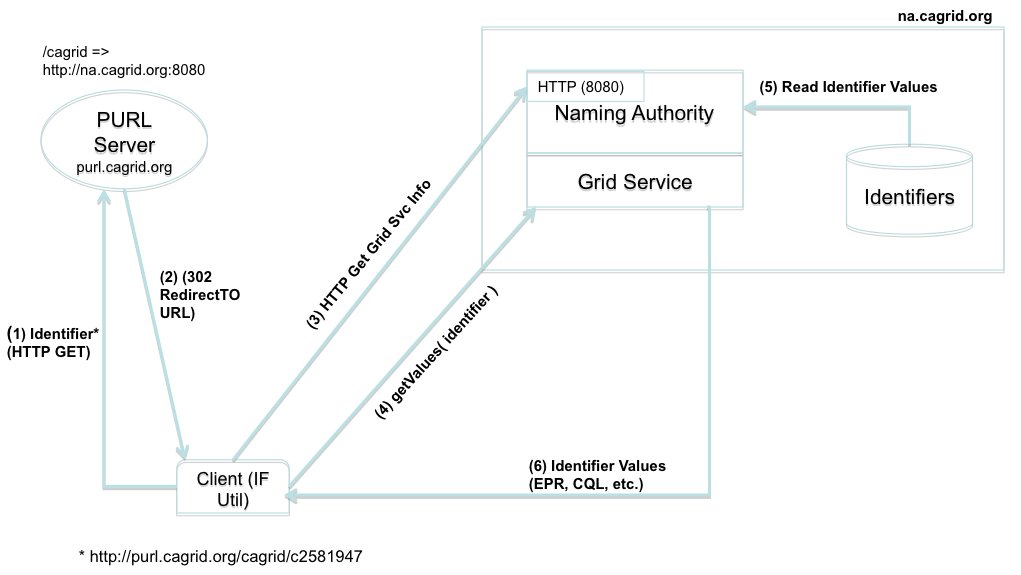 na.cagrid.org
/cagrid =>
http://na.cagrid.org:8080
PURL
Server
purl.cagrid.org
HTTP (8080)
Naming Authority
Grid Service
(5) Read Identifier Values
Identifiers
(3) HTTP Get Grid Svc Info
(2) (302
RedirectTO
URL)
(1) Identifier*
(HTTP GET)
(4) getValues( identifier )
(6) Identifier Values
(EPR, CQL, etc.)
Client (IF
Util)
* http://purl.cagrid.org/cagrid/c2581947